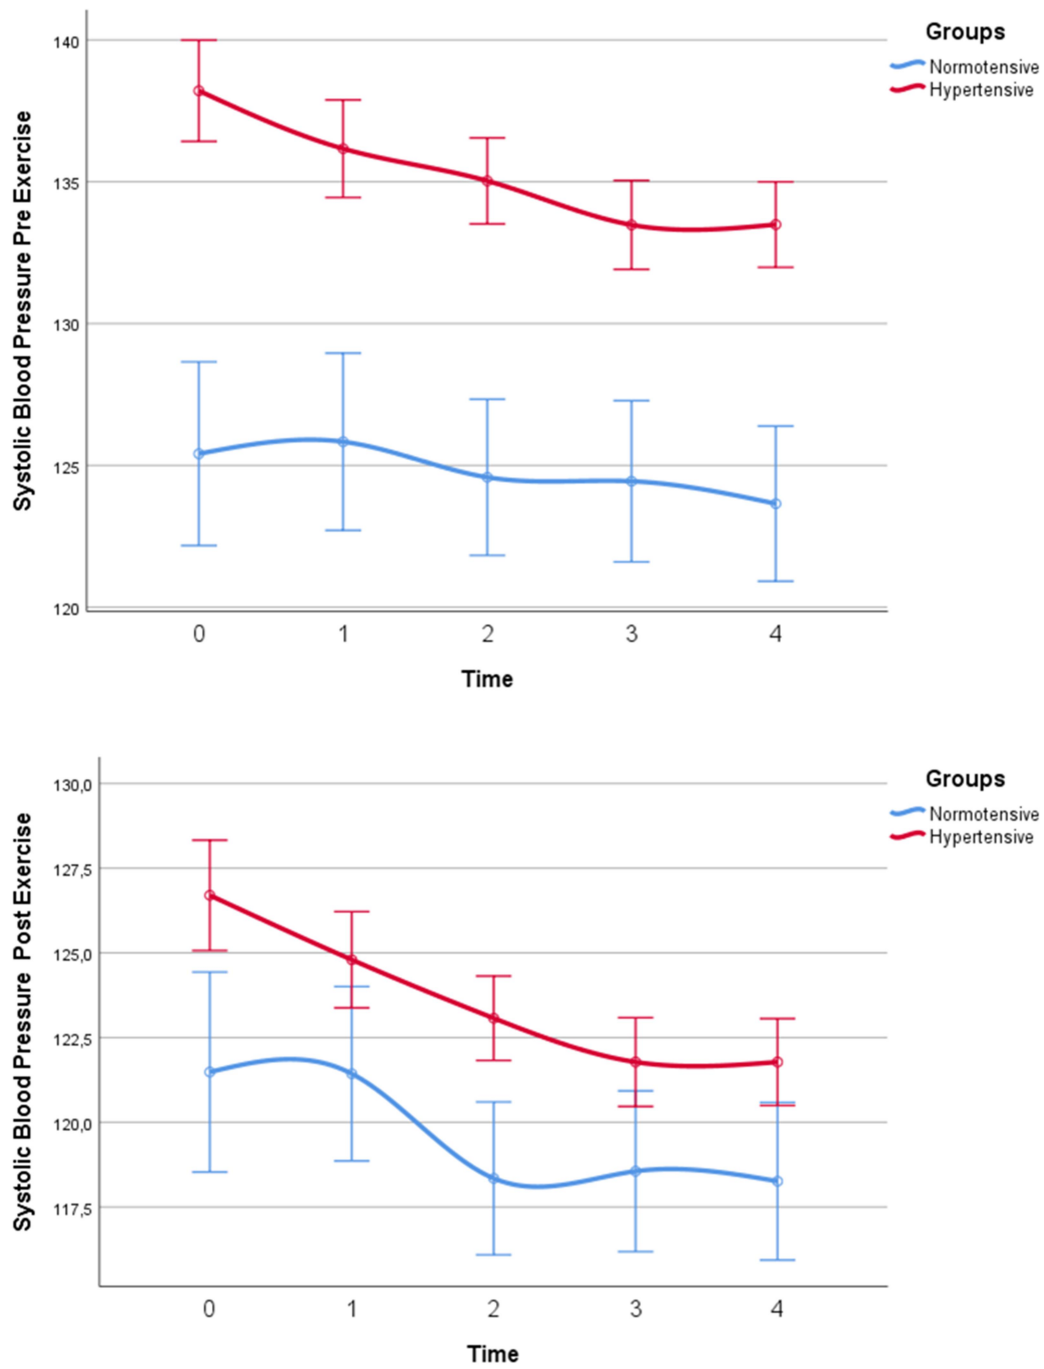 Systolic Blood Pressure Pre Exercise
140
135
130
125
120
0 1 2 3 4
Time
Groups
Normotensive
Hypertensive
Systolic Blood Pressure Post Exercise
130,0
127,5
125,0
122,5
120,0
117,5
0 1 2 3 4
Time
Groups
Normotensive
Hypertensive